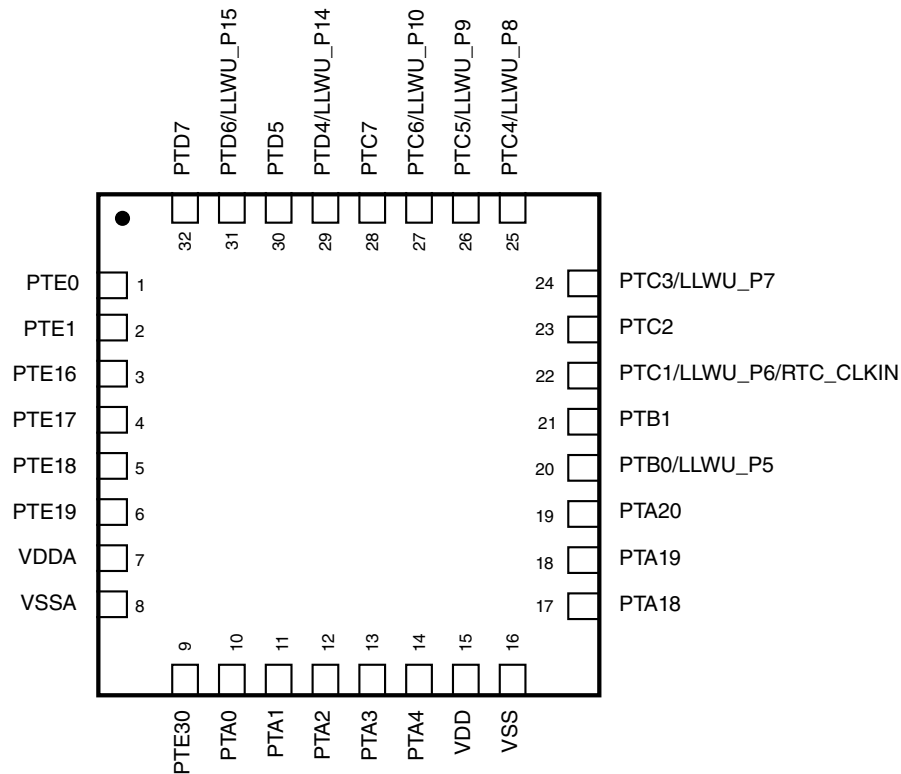 PTD7
PTD6/LLWU_P15
PTD5
PTD4/LLWU_P14
PTC7
PTC6/LLWU_P10
PTC5/LLWU_P9
PTC4/LLWU_P8
32
31
30
29
28
27
26
25
PTE0 1
PTE1 2
PTE16 3
PTE17 4
PTE18 5
PTE19 6
VDDA 7
VSSA 8
24 PTC3/LLWU_P7
23 PTC2
22 PTC1/LLWU_P6/RTC_CLKIN
21 PTB1
20 PTB0/LLWU_P5
19 PTA20
18 PTA19
17 PTA18
9
10
11
12
13
14
15
16
PTE30
PTA0
PTA1
PTA2
PTA3
PTA4
VDD
VSS